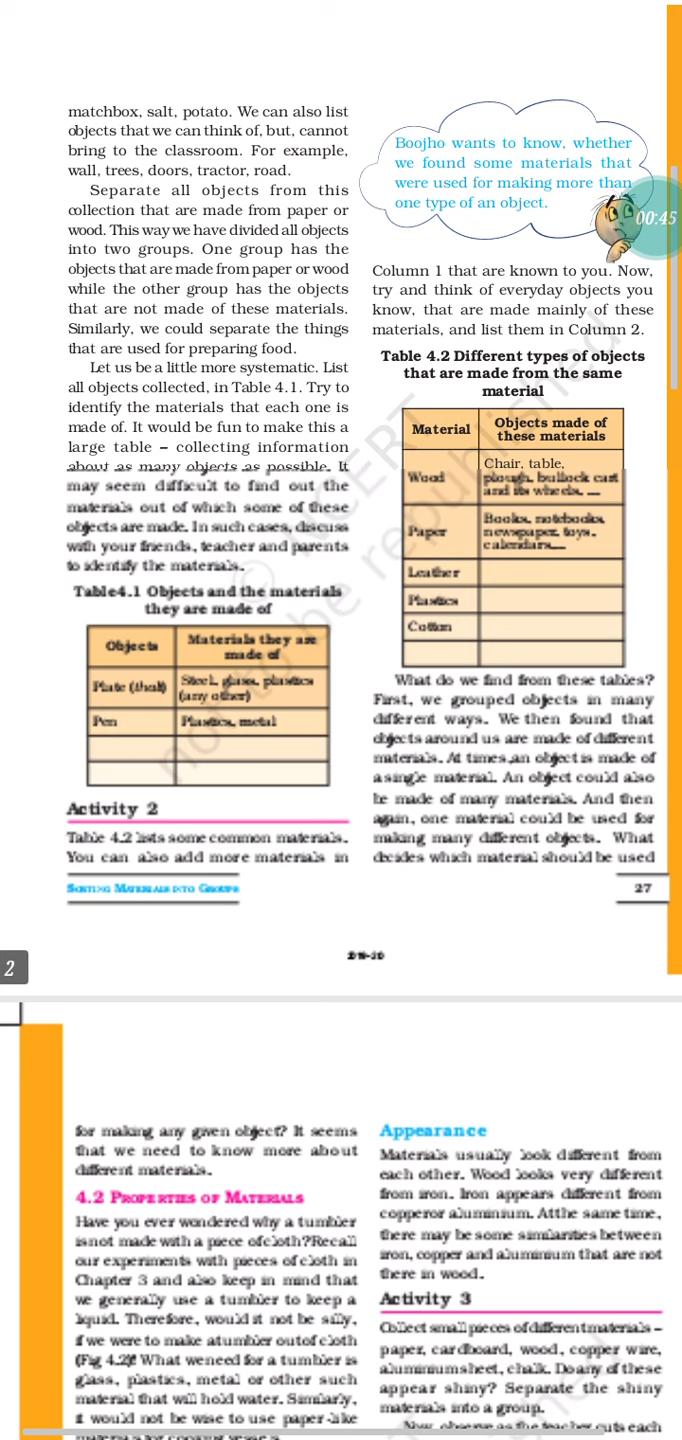 matchbox, salt, potato. We can also list
objects that we can think of, but, cannot
bring to the classroom. For example,
wall, trees, doors, tractor, road.
Separate all objects from this
collection that are made from paper or
wood. This way we have divided all objects
into two groups. One group has the
objects that are made from paper or wood
while the other group has the objects
that are not made of these materials.
Similarly, we could separate the things
that are used for preparing food.
Let us be a little more systematic. List
all objects collected, in Table 4.1. Try to
identify the materials that each one is
made of. It would be fun to make this a
large table – collecting information
about as many objects as possible. It
may seem difficult to find out the
materials out of which some of these
objects are made. In such cases, discuss
with your friends, teacher and parents
to identify the materials.
Table4.1 Objects and the materials
they are made of
Objects
Materials they are
made of
Plate (thali)
Steel, glass, plastics
(any other)
Pen
Plastics, metal
Activity 2
Table 4.2 lists some common materials.
You can also add more materials in
Boojho wants to know, whether
we found some materials that
were used for making more than
one type of an object.
00:45
Column 1 that are known to you. Now,
try and think of everyday objects you
know, that are made mainly of these
materials, and list them in Column 2.
Table 4.2 Different types of objects
that are made from the same
material
Material
Objects made of
these materials
Wood
Chair, table,
plough, bullock cart
and its wheels, ....
Paper
Books, notebooks,
newspaper, toys,
calendars....
Leather
Plastics
Cotton
What do we find from these tables?
First, we grouped objects in many
different ways. We then found that
objects around us are made of different
materials. At times, an object is made of
a single material. An object could also
be made of many materials. And then
again, one material could be used for
making many different objects. What
decides which material should be used
© NCERT
not to be republished
SORTING MATERIALS INTO GROUPS
27
2
for making any given object? It seems
that we need to know more about
different materials.
4.2 PROPERTIES OF MATERIALS
Have you ever wondered why a tumbler
is not made with a piece of cloth? Recall
our experiments with pieces of cloth in
Chapter 3 and also keep in mind that
we generally use a tumbler to keep a
liquid. Therefore, would it not be silly,
if we were to make a tumbler out of cloth
(Fig 4.2)! What we need for a tumbler is
glass, plastics, metal or other such
material that will hold water. Similarly,
it would not be wise to use paper-like
materials for cooking vessels.
Appearance
Materials usually look different from
each other. Wood looks very different
from iron. Iron appears different from
copper or aluminium. At the same time,
there may be some similarities between
iron, copper and aluminium that are not
there in wood.
Activity 3
Collect small pieces of different materials –
paper, cardboard, wood, copper wire,
aluminium sheet, chalk. Do any of these
appear shiny? Separate the shiny
materials into a group.
Now, observe as the teacher cuts each